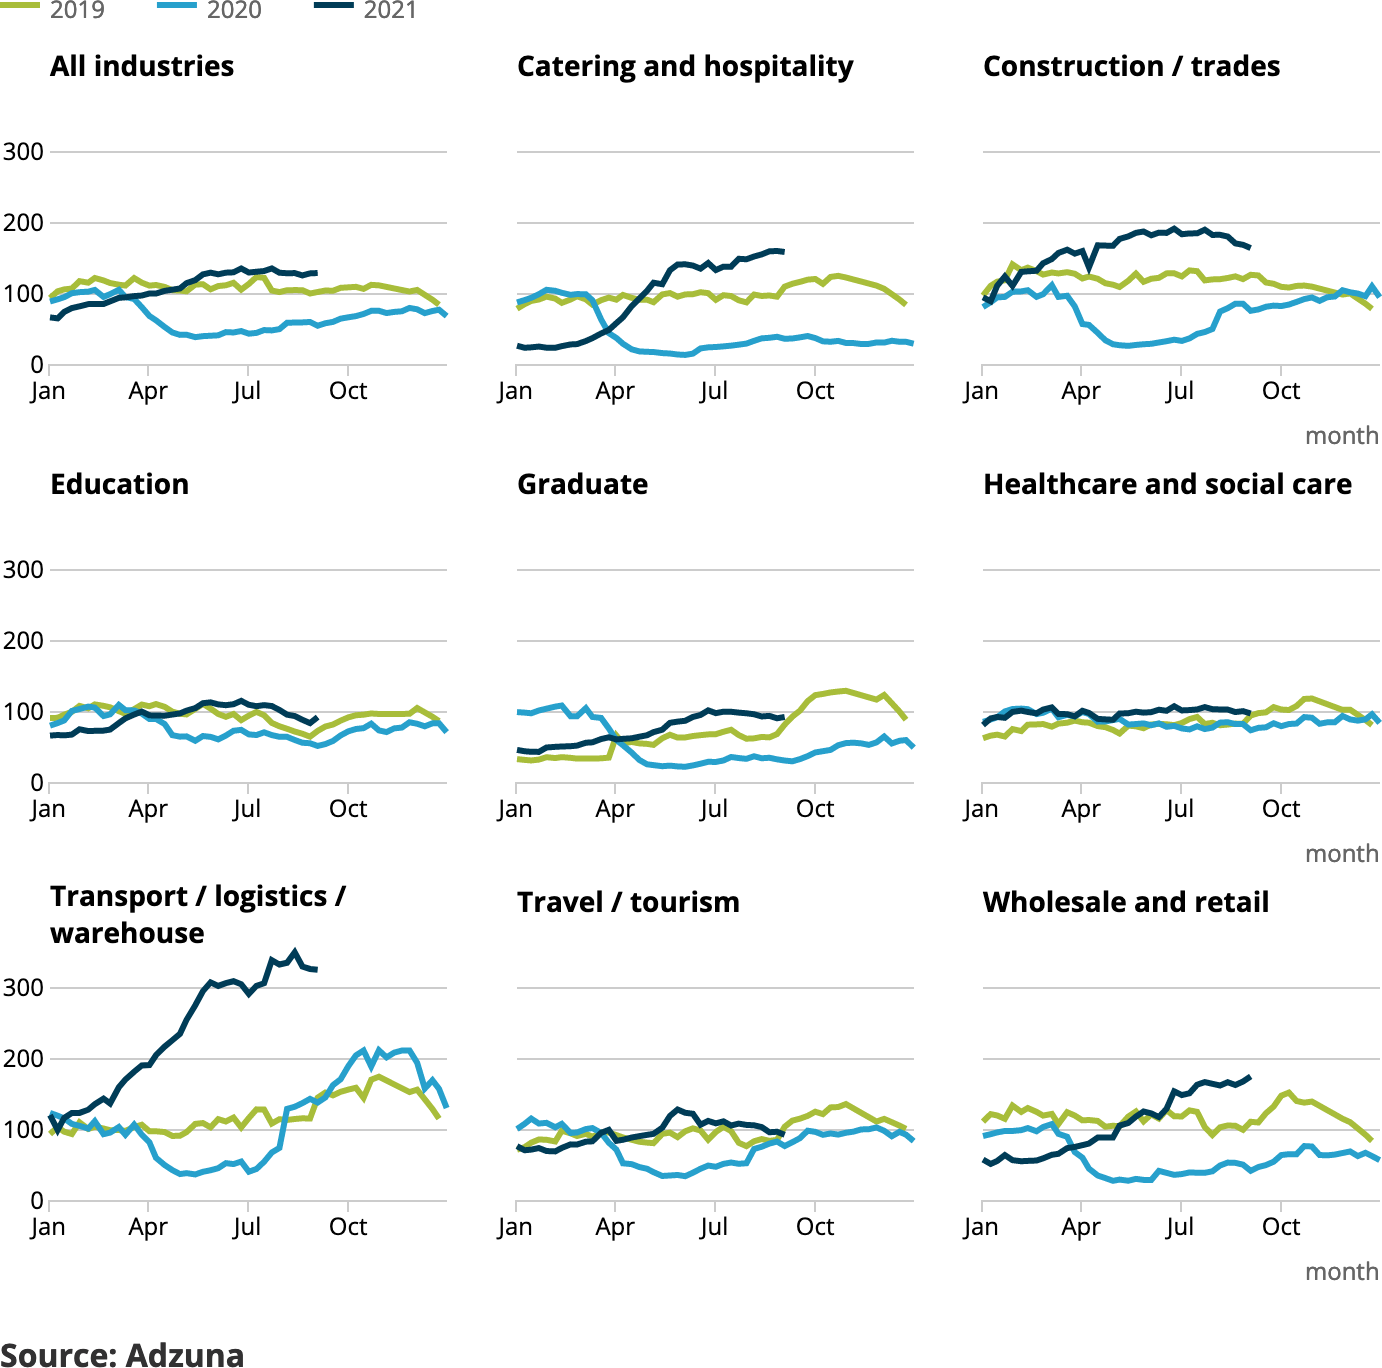 2019 2020 2021
All industries Catering and hospitality Construction / trades
300
200
100
0
Jan Apr Jul Oct Jan Apr Jul Oct Jan Apr Jul Oct
month
Education Graduate Healthcare and social care
300
200
100
0
Jan Apr Jul Oct Jan Apr Jul Oct Jan Apr Jul Oct
month
Transport / logistics /
warehouse
Travel / tourism Wholesale and retail
300
200
100
0
Jan Apr Jul Oct Jan Apr Jul Oct Jan Apr Jul Oct
month
Source: Adzuna